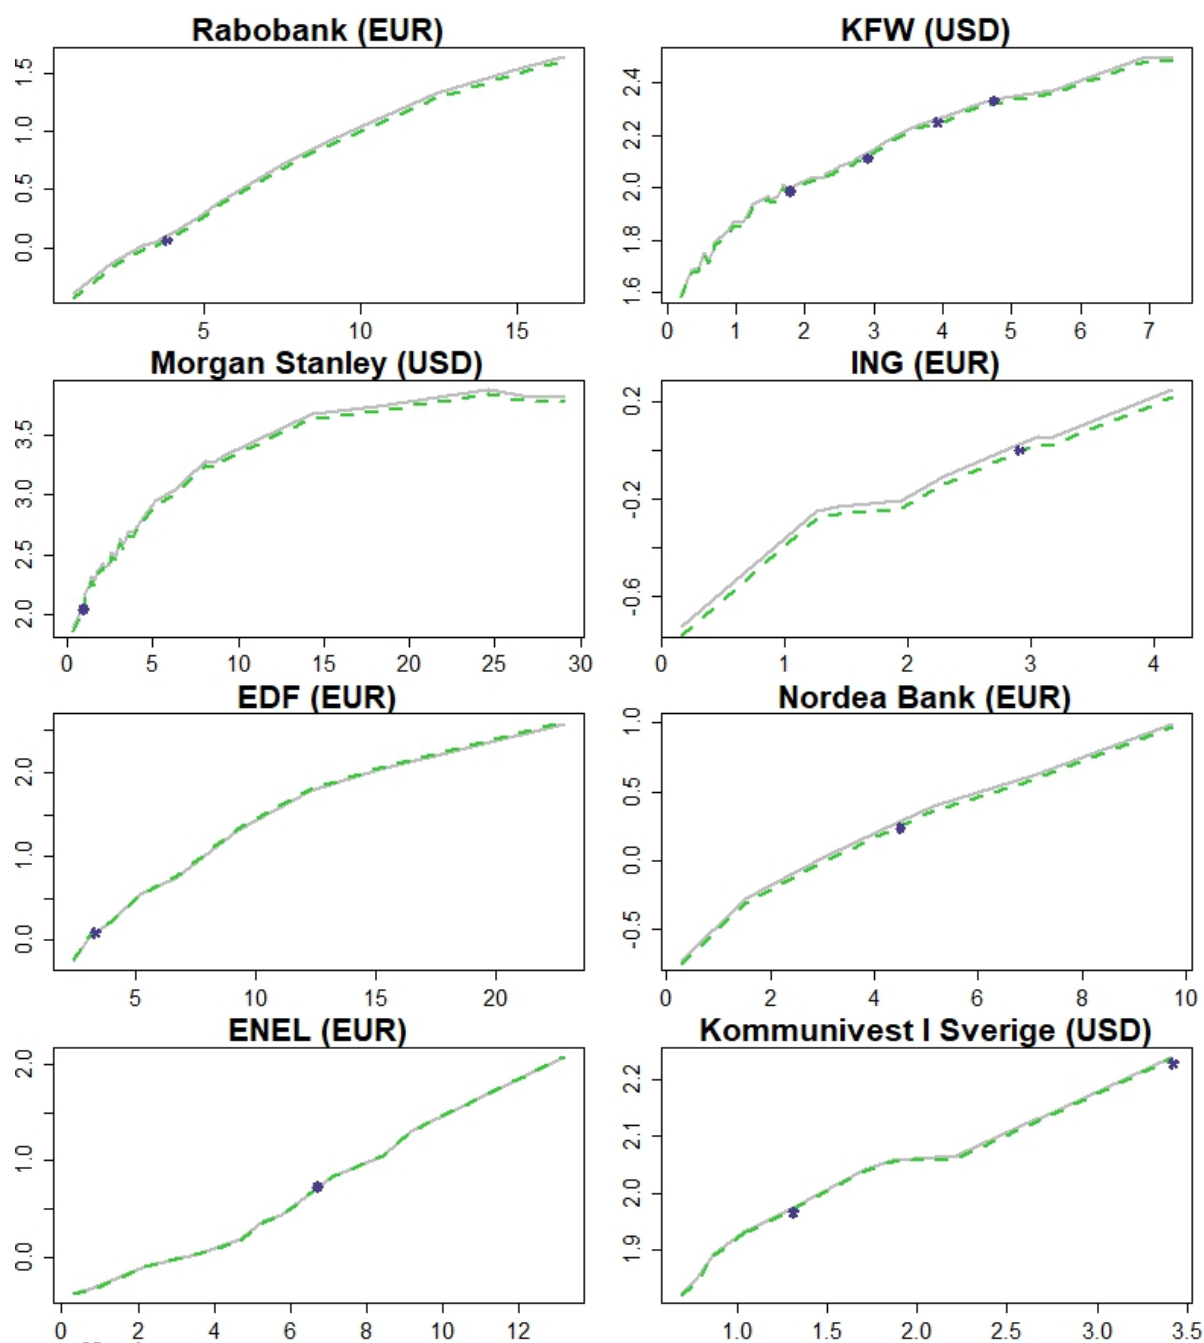 Rabobank (EUR)
1.5
1.0
0.5
0.0
5 10 15
KFW (USD)
2.4
2.2
2.0
1.8
1.6
0 1 2 3 4 5 6 7
Morgan Stanley (USD)
3.5
3.0
2.5
2.0
0 5 10 15 20 25 30
ING (EUR)
0.2
-0.2
-0.6
0 1 2 3 4
EDF (EUR)
2.0
1.0
0.0
5 10 15 20
Nordea Bank (EUR)
1.0
0.5
0.0
-0.5
0 2 4 6 8 10
ENEL (EUR)
2.0
1.0
0.0
0 2 4 6 8 10 12
Kommunivest I Sverige (USD)
2.2
2.1
2.0
1.9
1.0 1.5 2.0 2.5 3.0 3.5